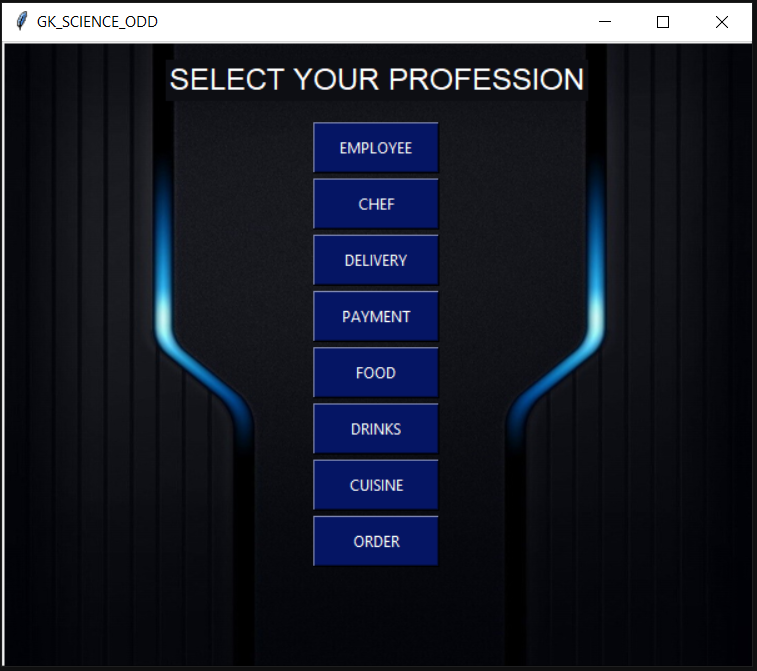 GK_SCIENCE_ODD
SELECT YOUR PROFESSION
EMPLOYEE
CHEF
DELIVERY
PAYMENT
FOOD
DRINKS
CUISINE
ORDER